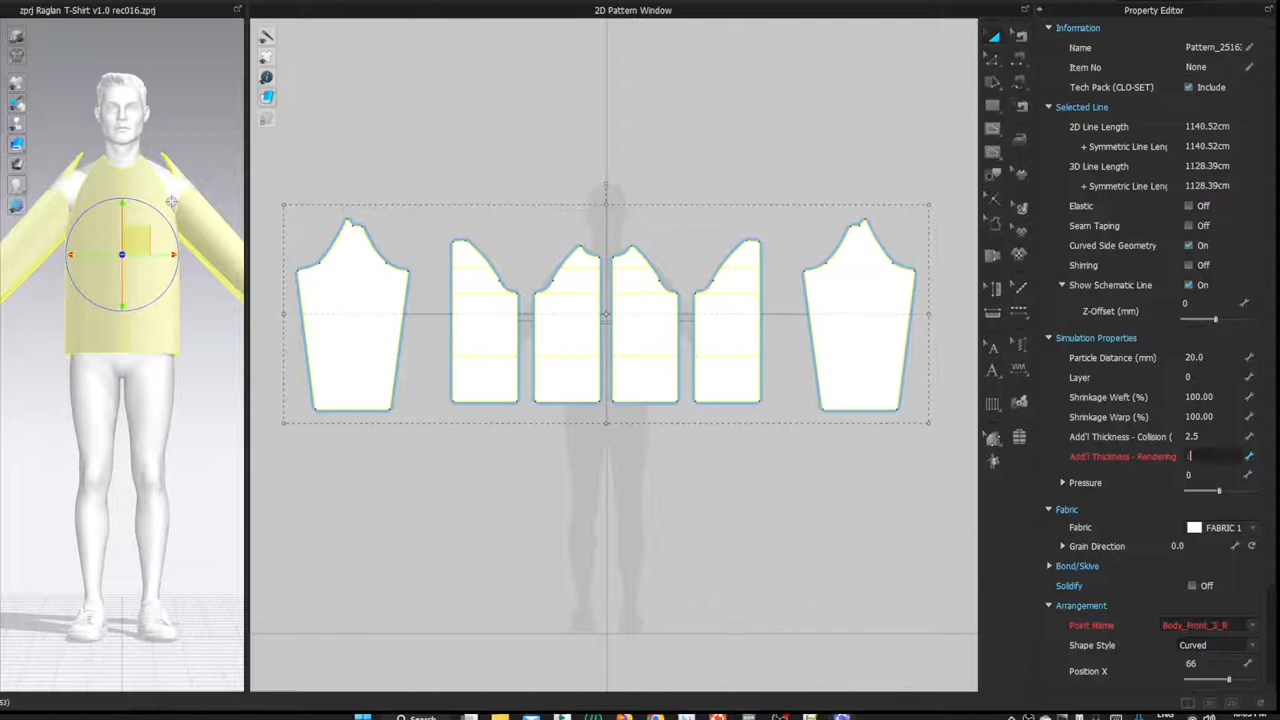 zprj Raglan T-Shirt v1.0 rec016.zprj
2D Pattern Window
Property Editor
Information
Name Pattern_2516
Item No None
Tech Pack (CLO-SET) Include
Selected Line
2D Line Length 1140.52cm
+ Symmetric Line Leng 1140.52cm
3D Line Length 1128.39cm
+ Symmetric Line Leng 1128.39cm
Elastic Off
Seam Taping Off
Curved Side Geometry On
Shirring Off
Show Schematic Line On
0
Z-Offset (mm)
Simulation Properties
Particle Distance (mm) 20.0
Layer 0
Shrinkage Weft (%) 100.00
Shrinkage Warp (%) 100.00
Add'l Thickness - Collision ( 2.5
Add'l Thickness - Rendering
0
Pressure
Fabric
Fabric FABRIC 1
Grain Direction 0.0
Bond/Skive
Solidify Off
Arrangement
Point Name Body_Front_3_R
Shape Style Curved
66
Position X
53)
Search
ENG